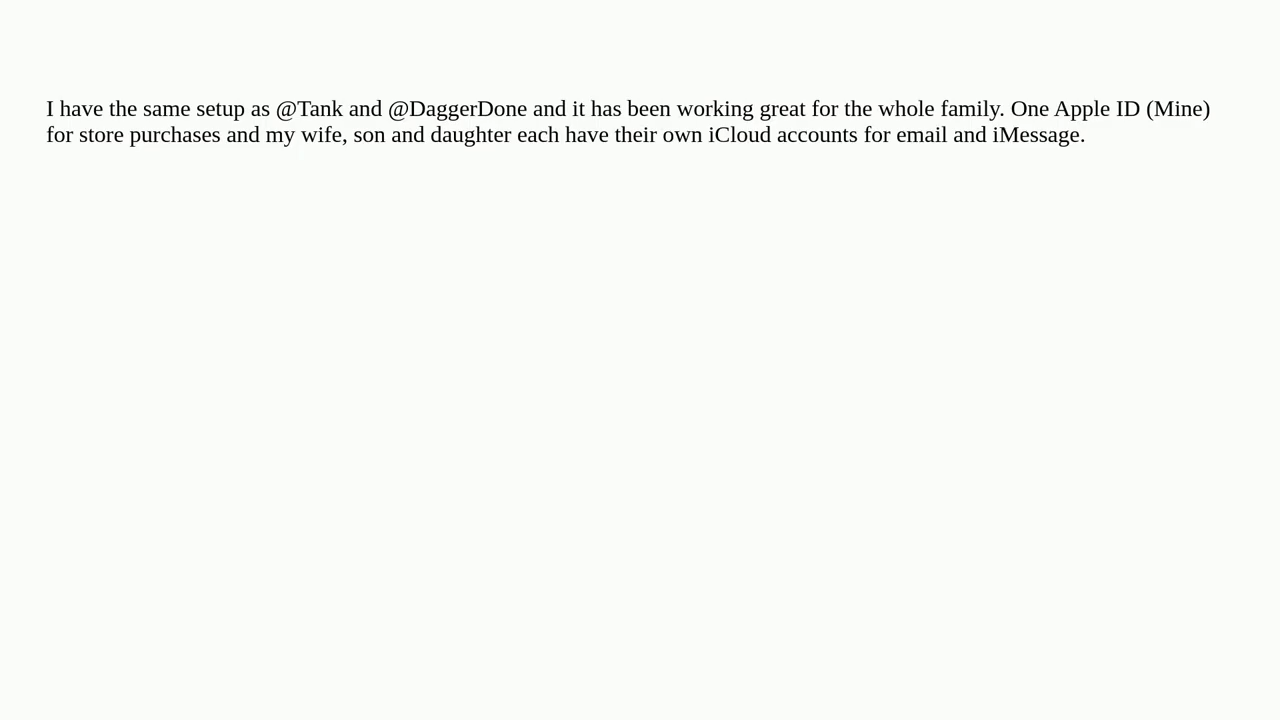 I have the same setup as @Tank and @DaggerDone and it has been working great for the whole family. One Apple ID (Mine)
for store purchases and my wife, son and daughter each have their own iCloud accounts for email and iMessage.